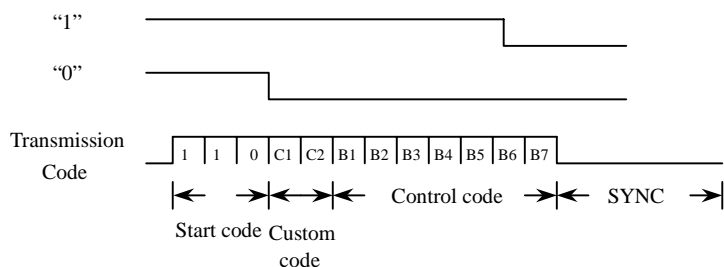 “1”
“0”
Transmission
Code
1 1 0 C1 C2 B1 B2 B3 B4 B5 B6 B7
Control code SYNC
Start code Custom
code